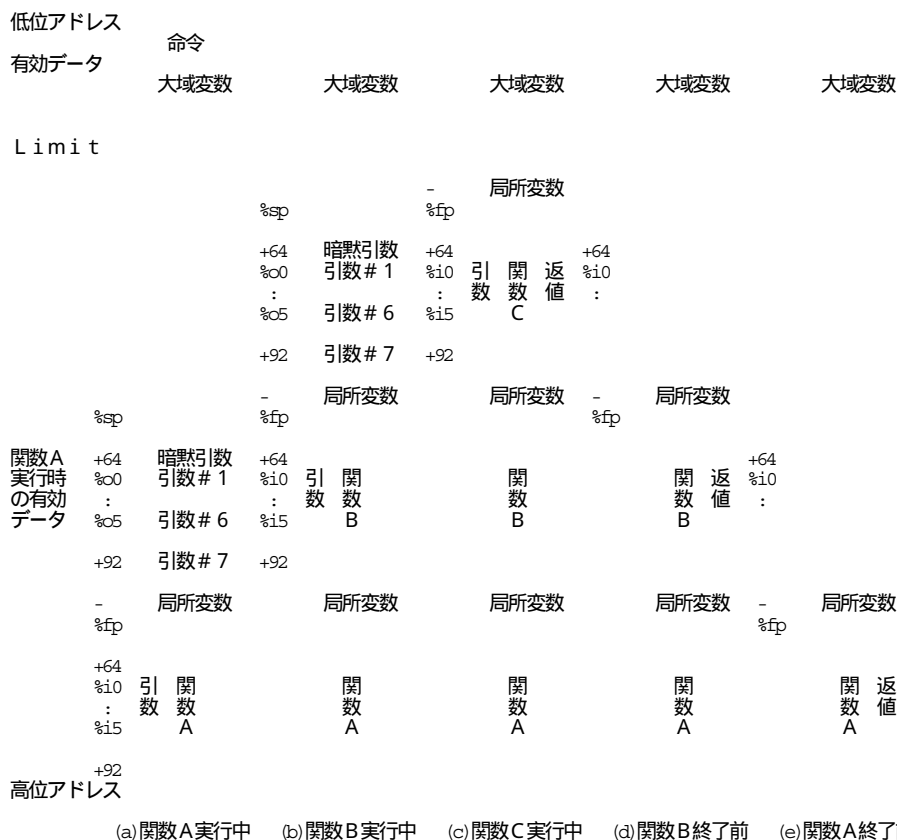 低位アドレス
命令
有効データ
大域変数 大域変数 大域変数 大域変数 大域変数
Ｌｉｍｉｔ
- 局所変数
%sp %fp
+64 暗黙引数 +64 +64
%o0 引数#1 %i0 引 関 返 %i0
: : 数 数 値 :
%o5 引数#6 %i5 C
+92 引数#7 +92
- 局所変数 局所変数 - 局所変数
%sp %fp %fp
関数A +64 暗黙引数 +64 +64
実行時 %o0 引数#1 %i0 引 関 関 関 返 %i0
の有効 : : 数 数 数 数 値 :
データ %o5 引数#6 %i5 B B B
+92 引数#7 +92
- 局所変数 局所変数 局所変数 局所変数 - 局所変数
%fp %fp
+64
%i0 引 関 関 関 関 関 返
: 数 数 数 数 数 数 値
%i5 A A A A A
+92
高位アドレス
(a)関数A実行中 (b)関数B実行中 (c)関数C実行中 (d)関数B終了前 (e)関数A終了